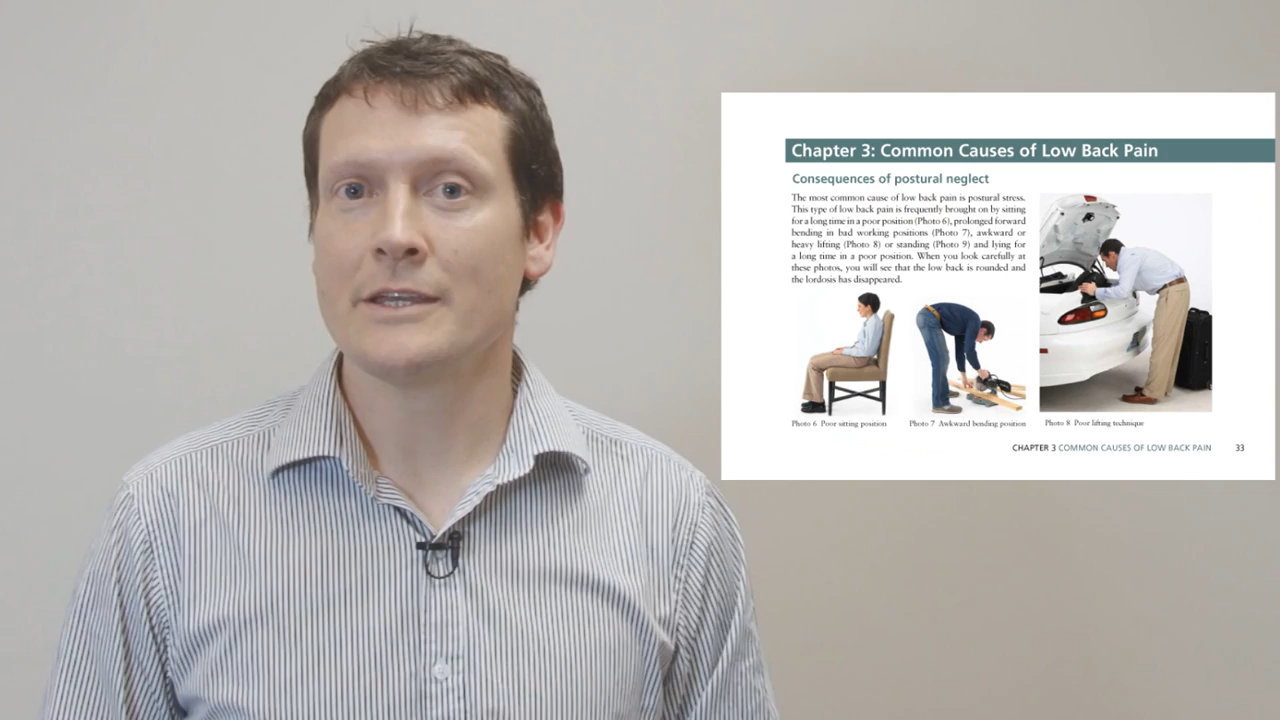 Chapter 3: Common Causes of Low Back Pain
Consequences of postural neglect
The most common cause of low back pain is postural stress.
This type of low back pain is frequently brought on by sitting
for a long time in a poor position (Photo 6), prolonged forward
bending in bad working positions (Photo 7), awkward or
heavy lifting (Photo 8) or standing (Photo 9) and lying for
a long time in a poor position. When you look carefully at
these photos, you will see that the low back is rounded and
the lordosis has disappeared.
Photo 6 Poor sitting position
Photo 7 Awkward bending position
Photo 8 Poor lifting technique
CHAPTER 3 COMMON CAUSES OF LOW BACK PAIN 33